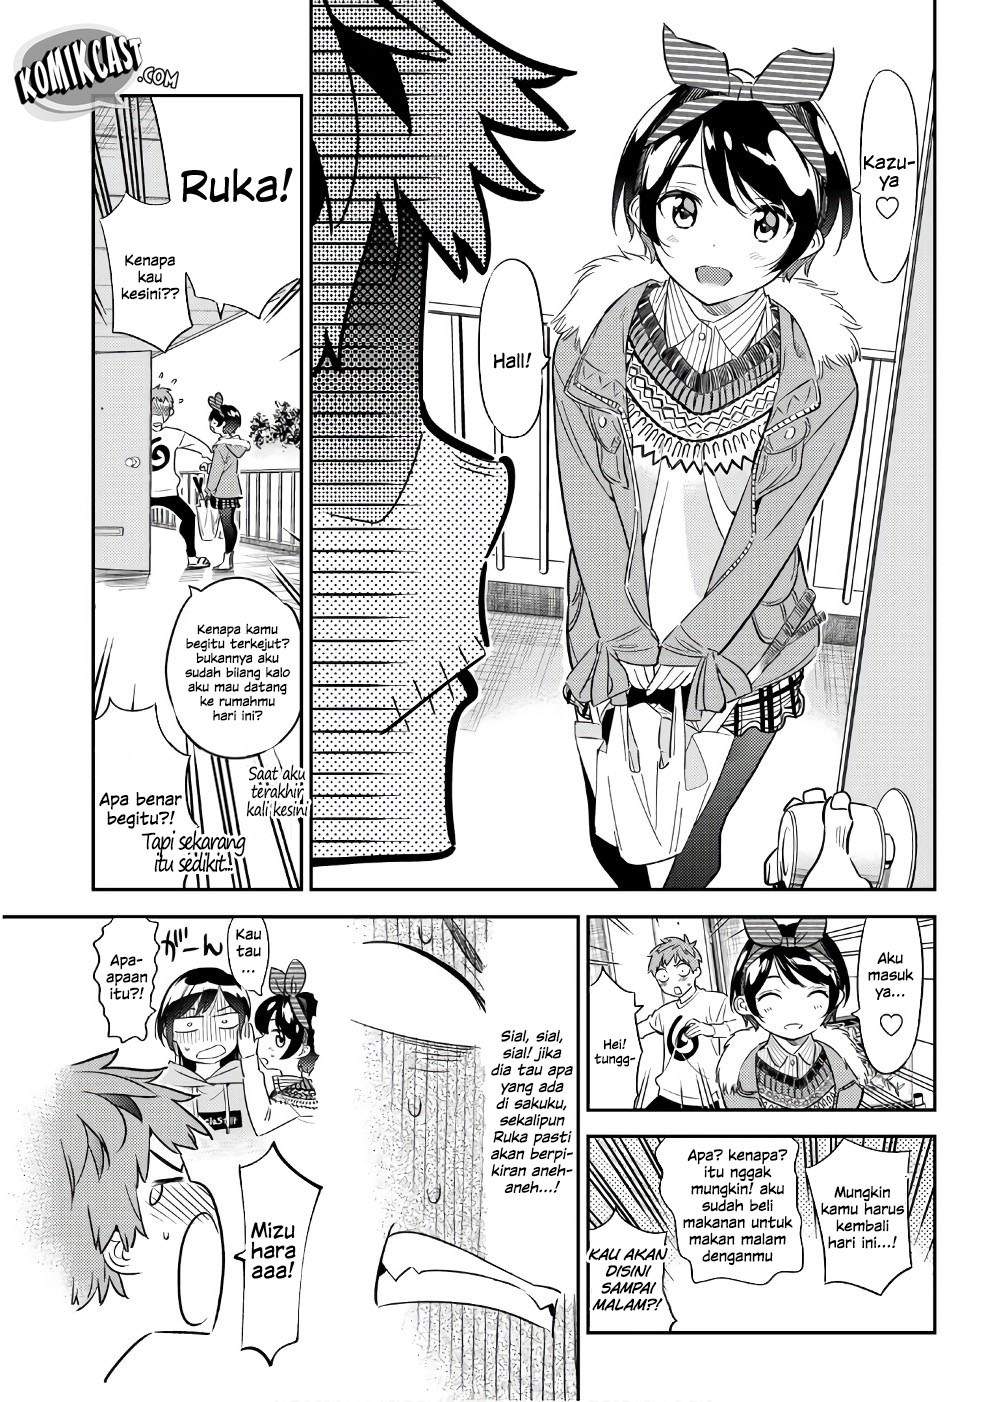 KOMIKCAST
.COM
Kazu-
ya
♡
Hall!
Ruka!
Kenapa
kau
kesini??
Kenapa kamu
begitu terkejut?
bukannya aku
sudah bilang kalo
aku mau datang
ke rumahmu
hari ini?
Saat aku
terakhir
kali kesini
Apa benar
begitu?!
Tapi sekarang
itu sedikit...
Aku
masuk
ya...
♡
Hei!
tungg-
Mungkin
kamu harus
kembali
hari ini...!
Apa? kenapa?
itu nggak
mungkin! aku
sudah beli
makanan untuk
makan malam
denganmu
KAU AKAN
DISINI
SAMPAI
MALAM?!
Sial, sial,
sial! jika
dia tau apa
yang ada
di sakuku,
sekalipun
Ruka pasti
akan berpi-
kiran aneh-
aneh...!
Kau
tau
...
がーん
Apa-
apaan
itu?!
Mizu
hara
aaa!